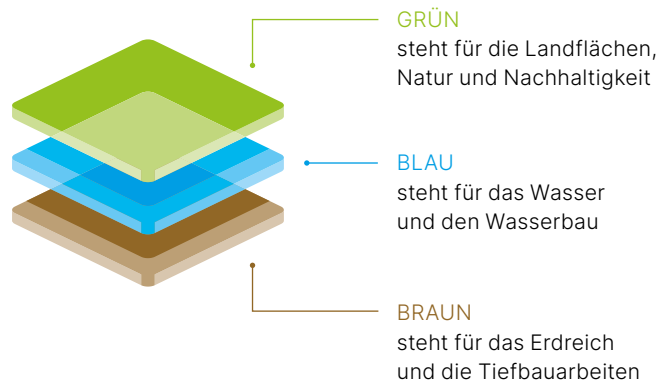 GRÜN
steht für die Landflächen,
Natur und Nachhaltigkeit
BLAU
steht für das Wasser
und den Wasserbau
BRAUN
steht für das Erdreich
und die Tiefbauarbeiten